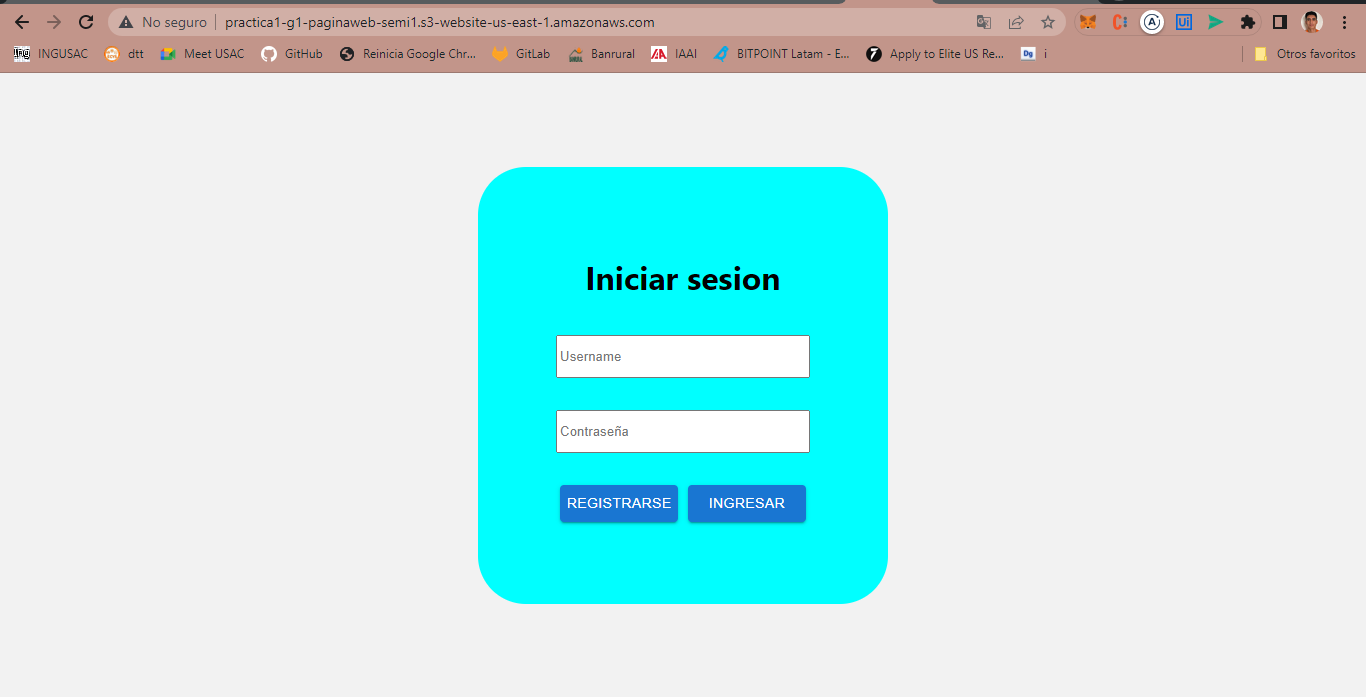 No seguro practica1-g1-paginaweb-semi1.s3-website-us-east-1.amazonaws.com
INGUSAC dtt Meet USAC GitHub Reinicia Google Chr... GitLab Banrural IAAI BITPOINT Latam - E... Apply to Elite US Re... Dg i Otros favoritos
Iniciar sesion
Username
Contraseña
REGISTRARSE INGRESAR